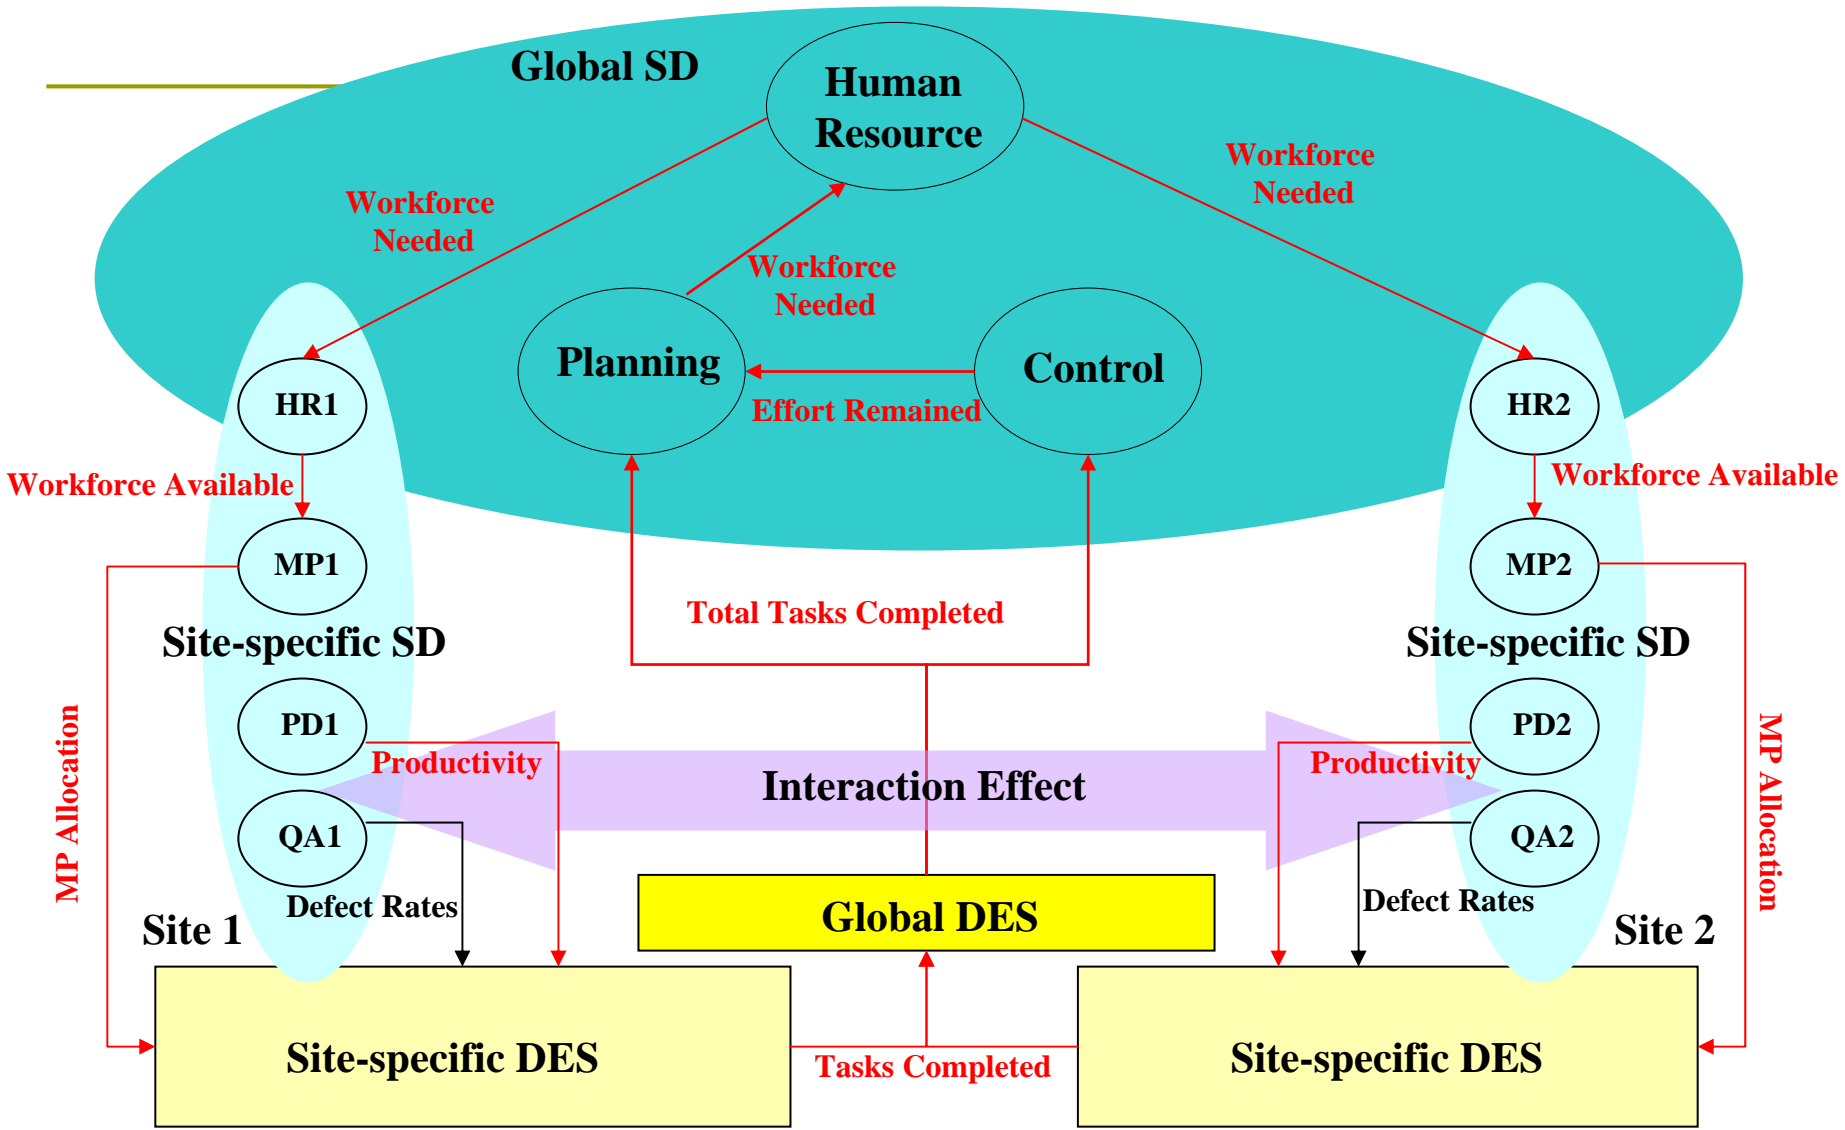 Global SD
Human
Resource
Workforce
Needed
Workforce
Needed
Workforce
Needed
Planning
Control
Effort Remained
HR1
HR2
Workforce Available
Workforce Available
MP1
MP2
Total Tasks Completed
Site-specific SD
Site-specific SD
PD1
PD2
MP Allocation
MP Allocation
Productivity
Productivity
Interaction Effect
QA1
QA2
Defect Rates
Defect Rates
Site 1
Global DES
Site 2
Site-specific DES
Site-specific DES
Tasks Completed